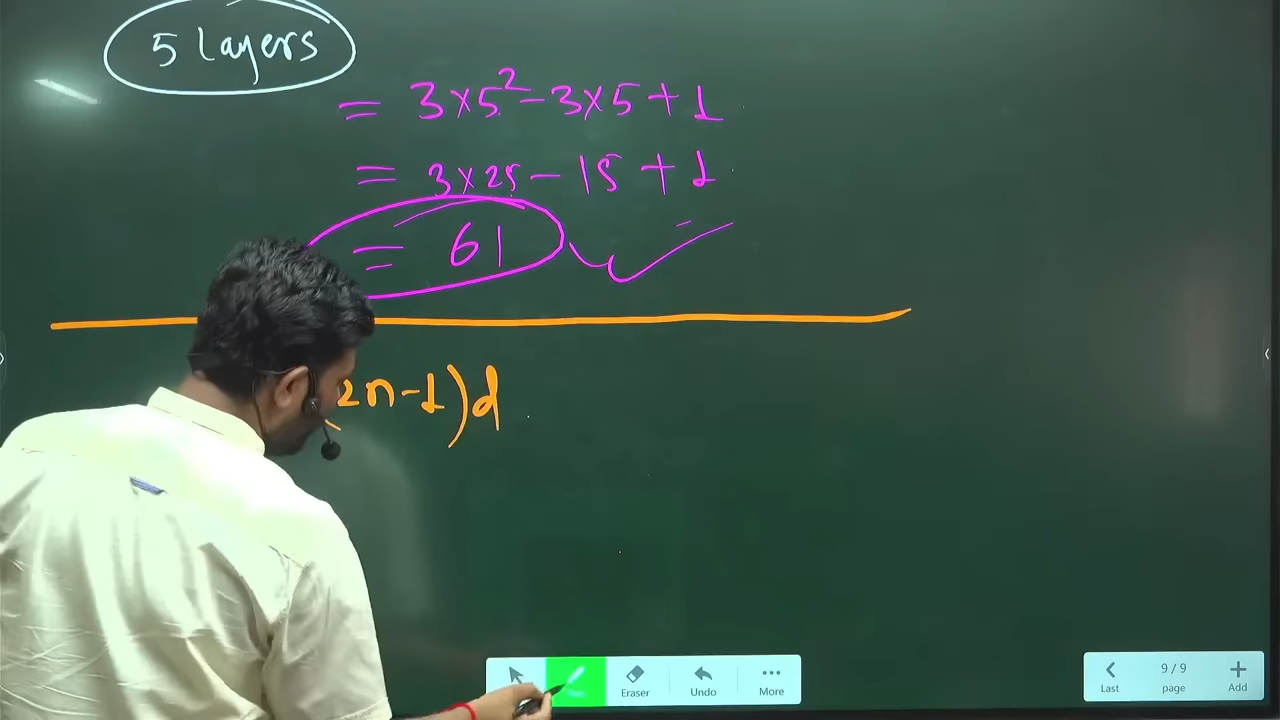 5 Layers
= 3×5²-3×5+1
= 3×25-15+1
= 61
2n-1)d
Eraser
Undo
More
Last
9/9
page
Add